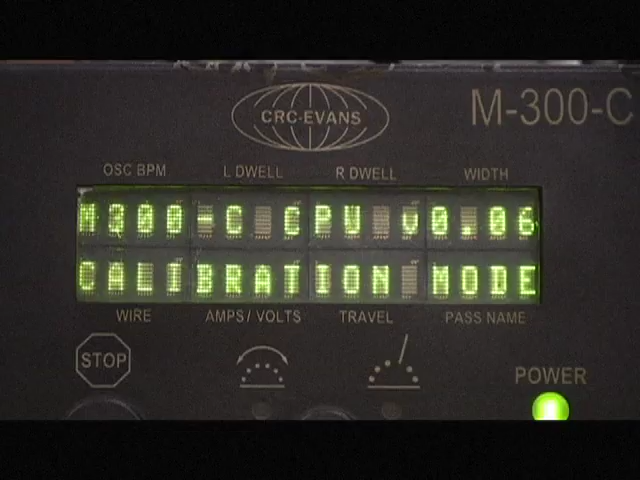 CRC-EVANS
M-300-C
OSC BPM L DWELL R DWELL WIDTH
M300-C CPU v0.06
CALIBRATION MODE
WIRE AMPS/VOLTS TRAVEL PASS NAME
STOP
POWER